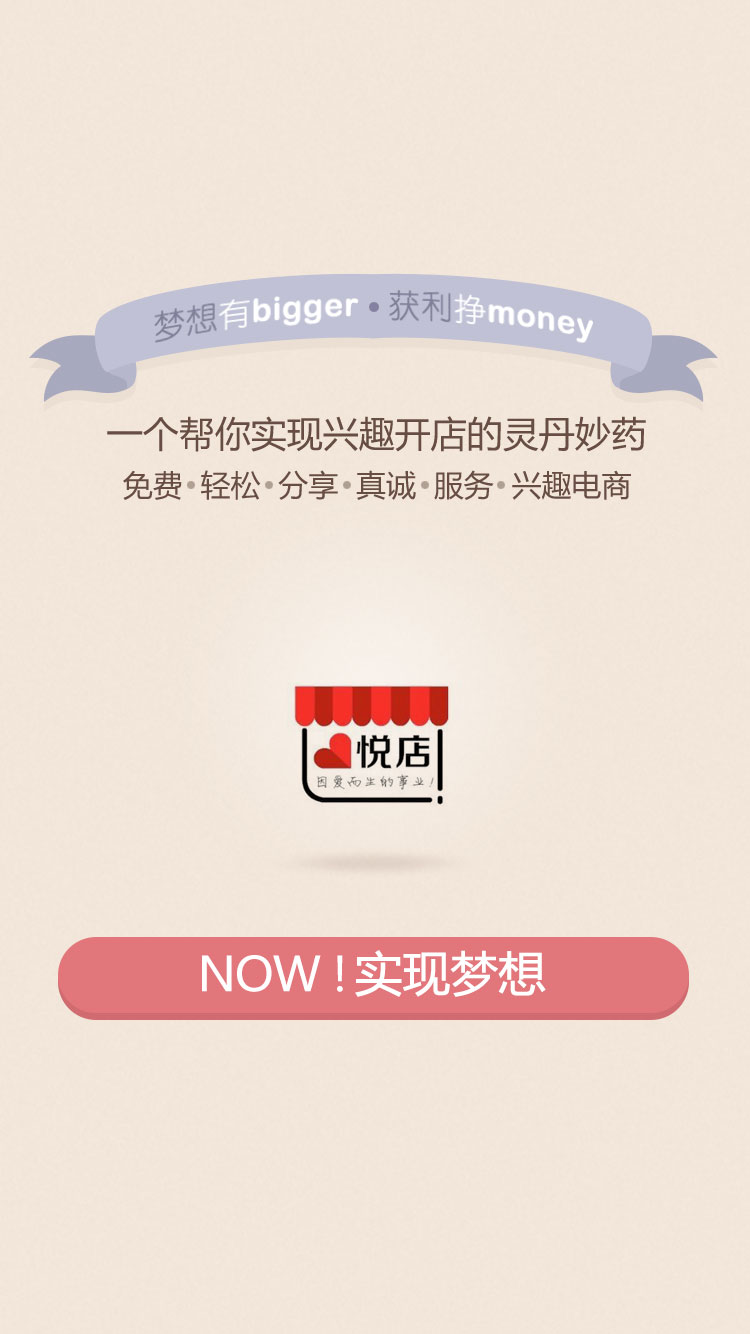 梦想有bigger·获利挣money
一个帮你实现兴趣开店的灵丹妙药
免费·轻松·分享·真诚·服务·兴趣电商
悦店
因爱而生的事业!
NOW!实现梦想